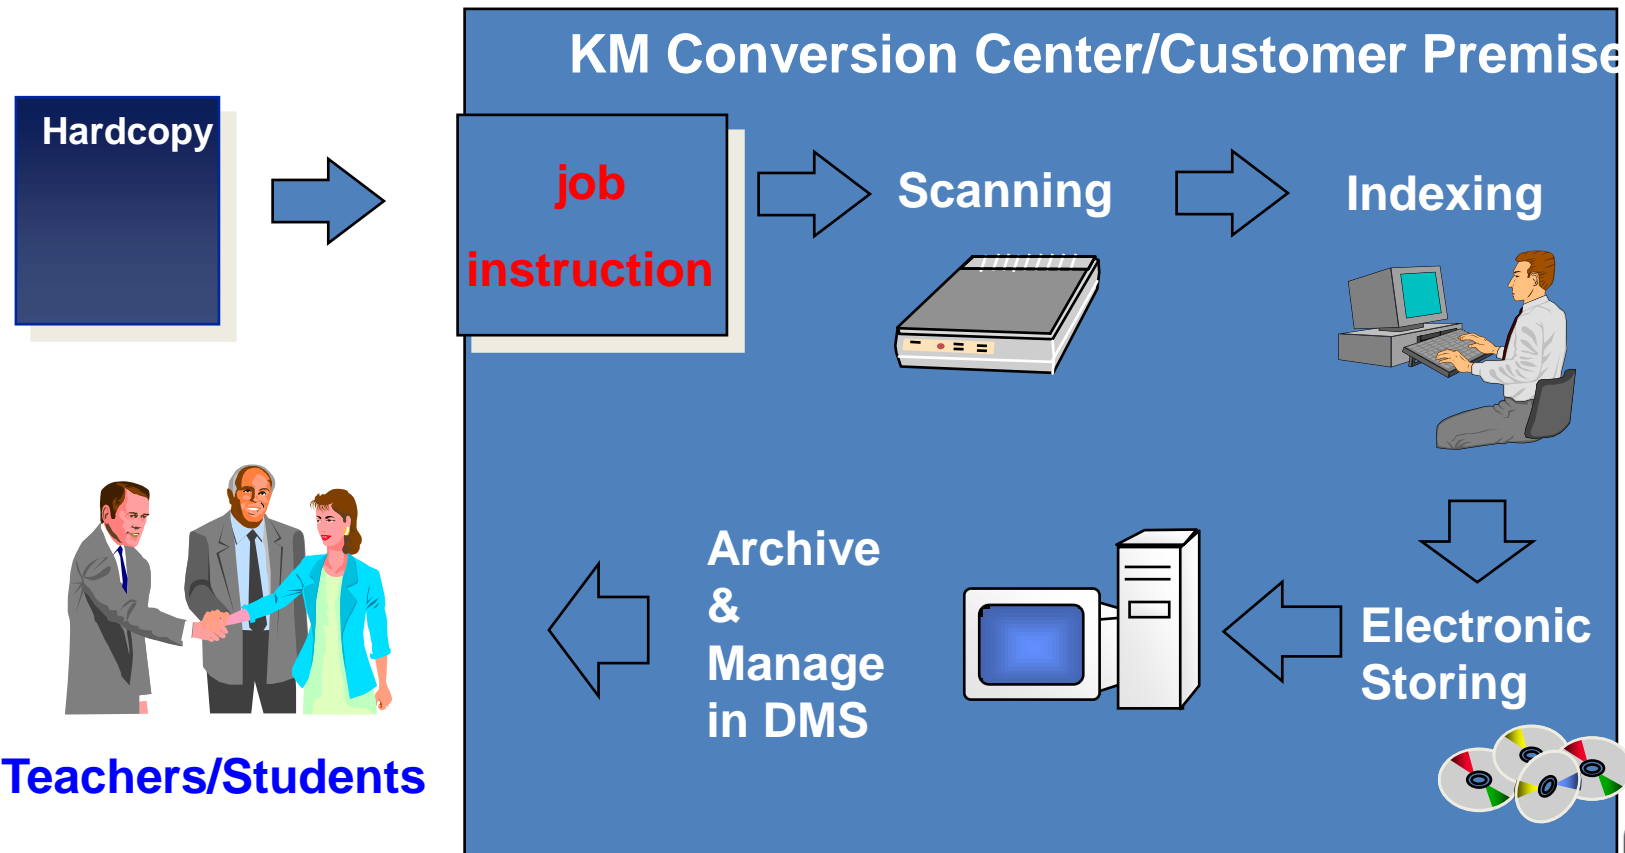 KM Conversion Center/Customer Premise
Hardcopy
job
instruction
Scanning
Indexing
Electronic
Storing
Archive
&
Manage
in DMS
Teachers/Students